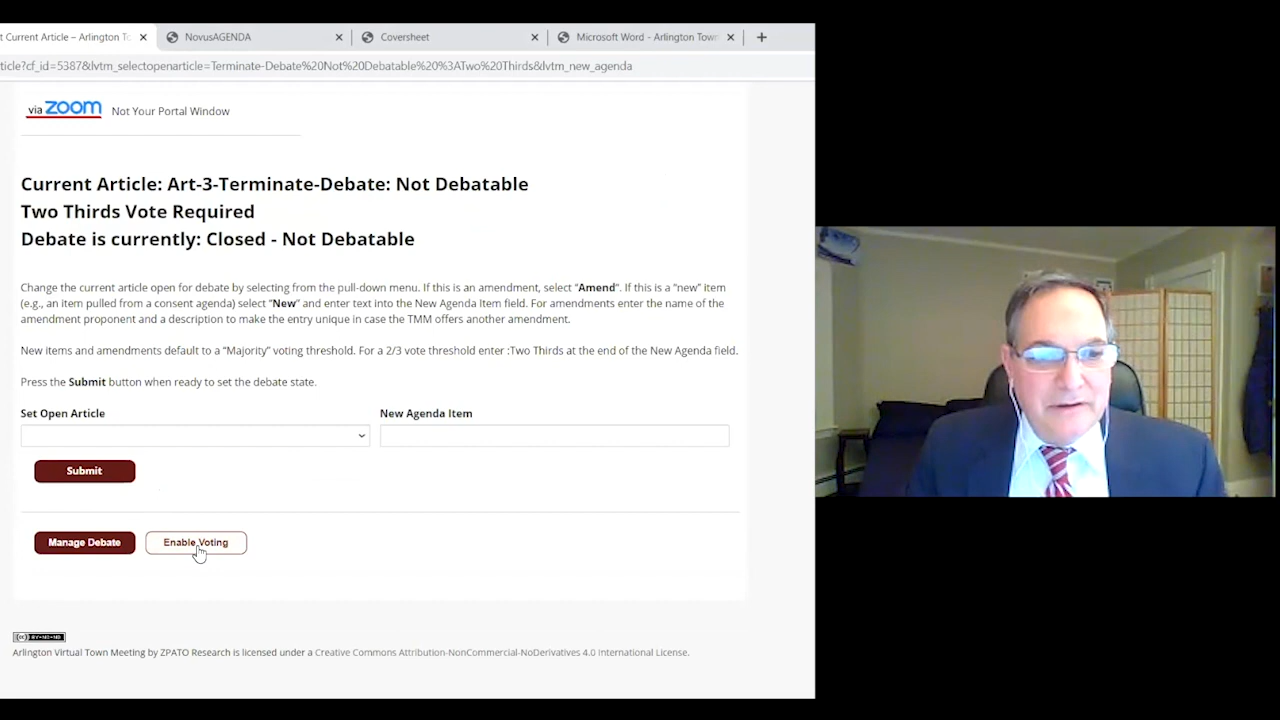 t Current Article – Arlington To
NovusAGENDA
Coversheet
Microsoft Word - Arlington Town
ticle?cf_id=5387&lvtm_selectopenarticle=Terminate-Debate%20Not%20Debatable%20%3ATwo%20Thirds&lvtm_new_agenda
via zoom Not Your Portal Window
Current Article: Art-3-Terminate-Debate: Not Debatable
Two Thirds Vote Required
Debate is currently: Closed - Not Debatable
Change the current article open for debate by selecting from the pull-down menu. If this is an amendment, select "Amend". If this is a "new" item
(e.g., an item pulled from a consent agenda) select "New" and enter text into the New Agenda Item field. For amendments enter the name of the
amendment proponent and a description to make the entry unique in case the TMM offers another amendment.
New items and amendments default to a "Majority" voting threshold. For a 2/3 vote threshold enter :Two Thirds at the end of the New Agenda field.
Press the Submit button when ready to set the debate state.
Set Open Article
New Agenda Item
Submit
Manage Debate
Enable Voting
(cc) BY-NC-ND
Arlington Virtual Town Meeting by ZPATO Research is licensed under a Creative Commons Attribution-NonCommercial-NoDerivatives 4.0 International License.